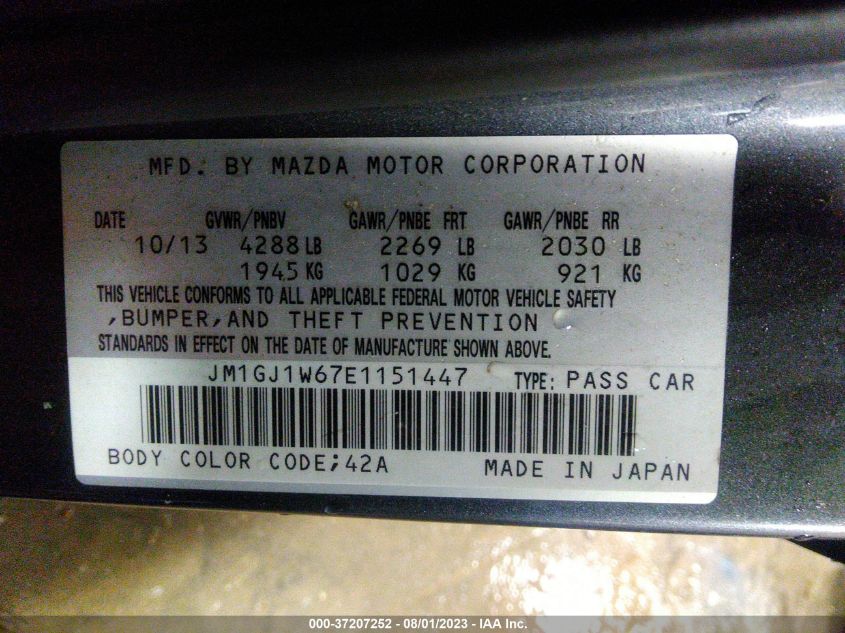 MFD. BY MAZDA MOTOR CORPORATION
DATE GVWR/PNBV GAWR/PNBE FRT GAWR/PNBE RR
10/13 4288 LB 2269 LB 2030 LB
1945 KG 1029 KG 921 KG
THIS VEHICLE CONFORMS TO ALL APPLICABLE FEDERAL MOTOR VEHICLE SAFETY
,BUMPER,AND THEFT PREVENTION
STANDARDS IN EFFECT ON THE DATE OF MANUFACTURE SHOWN ABOVE.
JM1GJ1W67E1151447 TYPE: PASS CAR
BODY COLOR CODE;42A MADE IN JAPAN
000-37207252 - 08/01/2023 - IAA Inc.